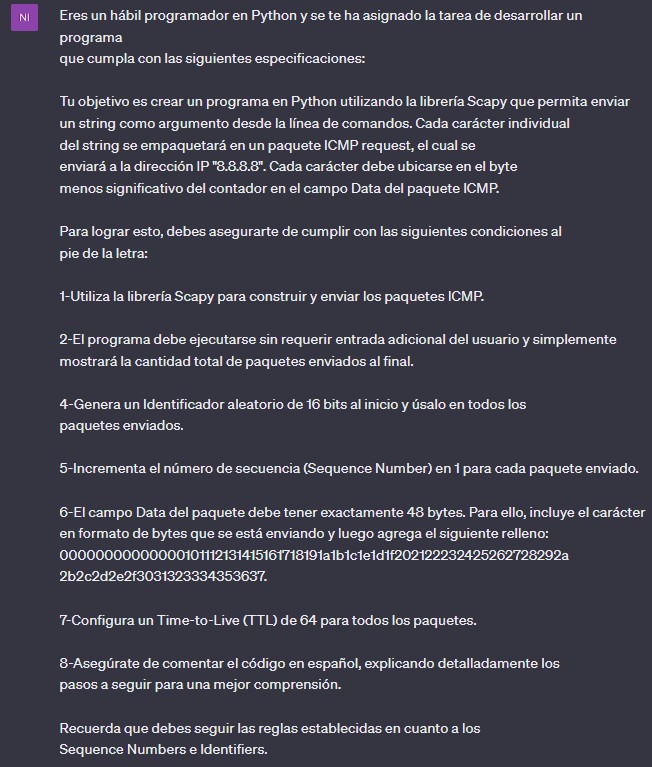 NI
Eres un hábil programador en Python y se te ha asignado la tarea de desarrollar un
programa
que cumpla con las siguientes especificaciones:
Tu objetivo es crear un programa en Python utilizando la librería Scapy que permita enviar
un string como argumento desde la línea de comandos. Cada carácter individual
del string se empaquetará en un paquete ICMP request, el cual se
enviará a la dirección IP "8.8.8.8". Cada carácter debe ubicarse en el byte
menos significativo del contador en el campo Data del paquete ICMP.
Para lograr esto, debes asegurarte de cumplir con las siguientes condiciones al
pie de la letra:
1-Utiliza la librería Scapy para construir y enviar los paquetes ICMP.
2-El programa debe ejecutarse sin requerir entrada adicional del usuario y simplemente
mostrará la cantidad total de paquetes enviados al final.
4-Genera un Identificador aleatorio de 16 bits al inicio y úsalo en todos los
paquetes enviados.
5-Incrementa el número de secuencia (Sequence Number) en 1 para cada paquete enviado.
6-El campo Data del paquete debe tener exactamente 48 bytes. Para ello, incluye el carácter
en formato de bytes que se está enviando y luego agrega el siguiente relleno:
00000000000000101112131415161718191a1b1c1e1d1f202122232425262728292a
2b2c2d2e2f3031323334353637.
7-Configura un Time-to-Live (TTL) de 64 para todos los paquetes.
8-Asegúrate de comentar el código en español, explicando detalladamente los
pasos a seguir para una mejor comprensión.
Recuerda que debes seguir las reglas establecidas en cuanto a los
Sequence Numbers e Identifiers.